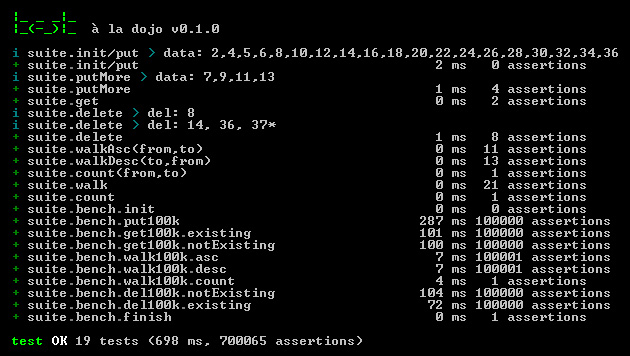 |_ _ _|_
|_(-_)|_ à la dojo v0.1.0
i suite.init/put > data: 2,4,5,6,8,10,12,14,16,18,20,22,24,26,28,30,32,34,36
+ suite.init/put 2 ms 0 assertions
i suite.putMore > data: 7,9,11,13
+ suite.putMore 1 ms 4 assertions
+ suite.get 0 ms 2 assertions
i suite.delete > del: 8
i suite.delete > del: 14, 36, 37*
+ suite.delete 1 ms 8 assertions
+ suite.walkAsc(from,to) 0 ms 11 assertions
+ suite.walkDesc(to,from) 0 ms 13 assertions
+ suite.count(from,to) 0 ms 1 assertions
+ suite.walk 0 ms 21 assertions
+ suite.count 0 ms 1 assertions
+ suite.bench.init 0 ms 0 assertions
+ suite.bench.put100k 287 ms 100000 assertions
+ suite.bench.get100k.existing 101 ms 100000 assertions
+ suite.bench.get100k.notExisting 100 ms 100000 assertions
+ suite.bench.walk100k.asc 7 ms 100001 assertions
+ suite.bench.walk100k.desc 7 ms 100001 assertions
+ suite.bench.walk100k.count 4 ms 1 assertions
+ suite.bench.del100k.notExisting 104 ms 100000 assertions
+ suite.bench.del100k.existing 72 ms 100000 assertions
+ suite.bench.finish 0 ms 1 assertions
test OK 19 tests (698 ms, 700065 assertions)